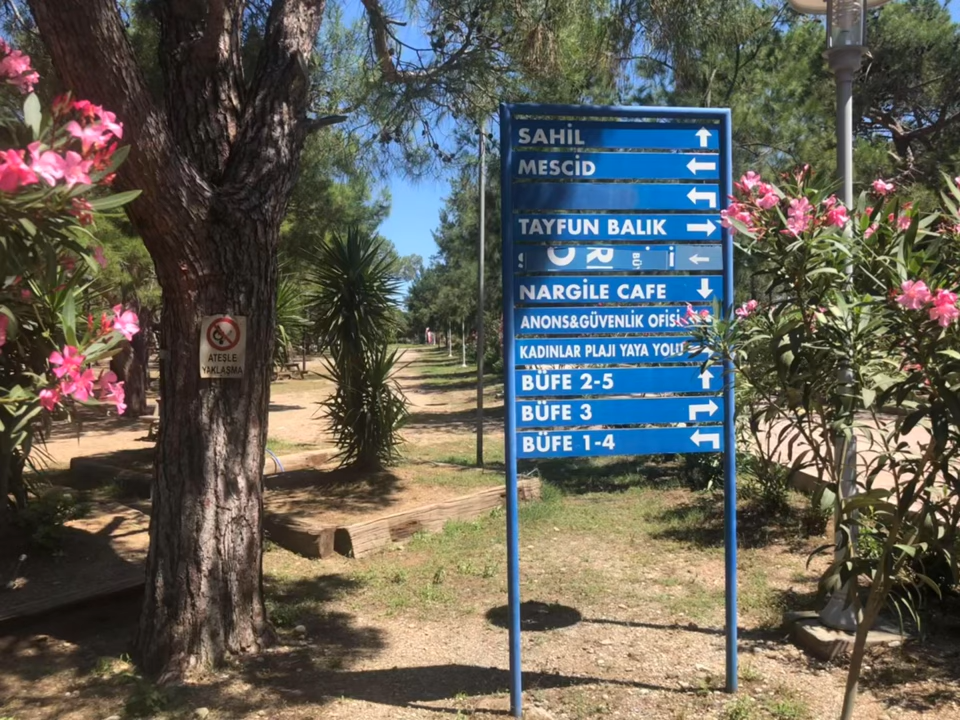 SAHİL
MESCİD
TAYFUN BALIK
NARGİLE CAFE
ANONS&GÜVENLİK OFİSİ
KADINLAR PLAJI YAYA YOLU
BÜFE 2-5
BÜFE 3
BÜFE 1-4
ATEŞLE
YAKLAŞMA